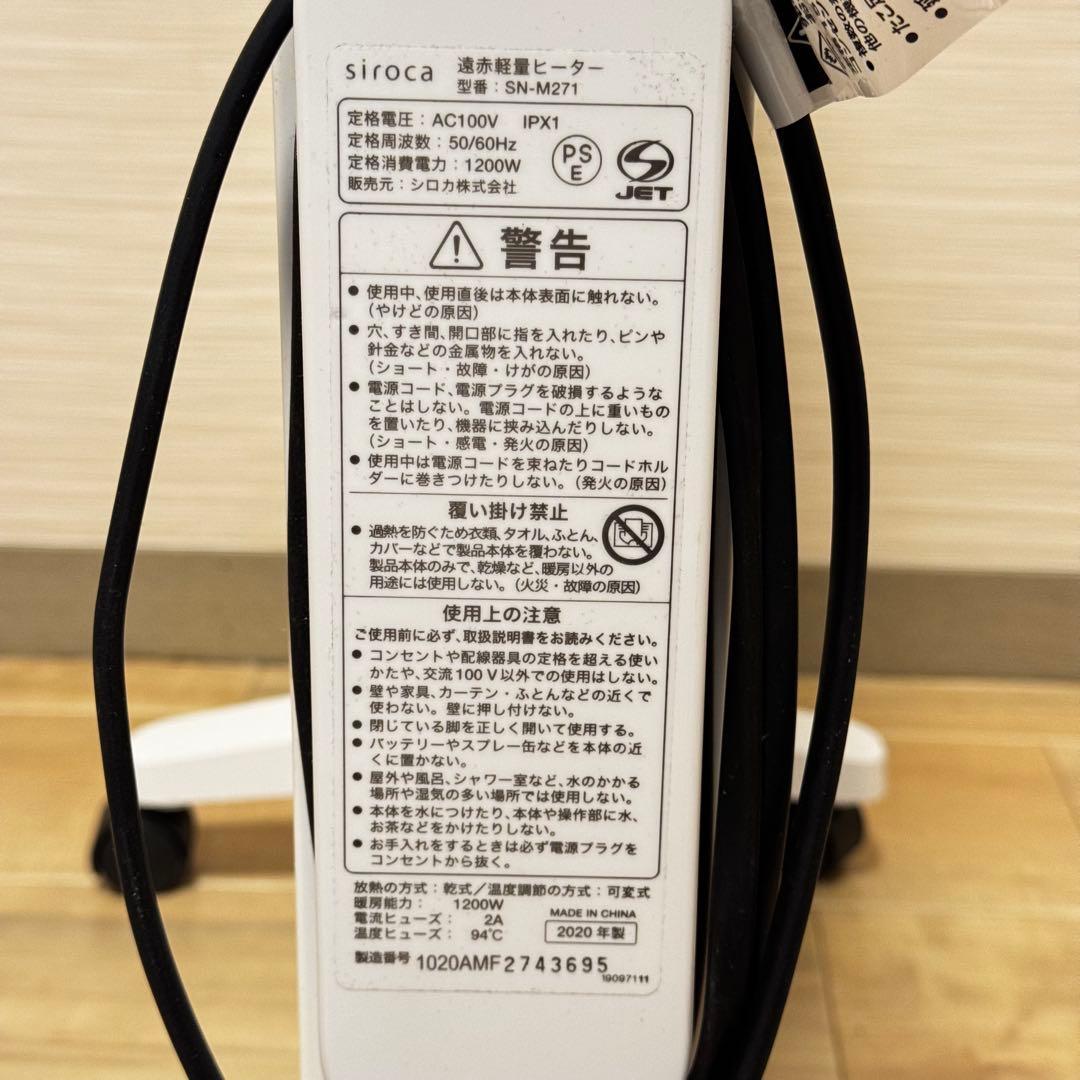 siroca 遠赤軽量ヒーター
型番：SN-M271
定格電圧：AC100V IPX1
定格周波数：50/60Hz
定格消費電力：1200W
販売元：シロカ株式会社
PS
E
JET
警告
● 使用中、使用直後は本体表面に触れない。
（やけどの原因）
● 穴、すき間、開口部に指を入れたり、ピンや
針金などの金属物を入れない。
（ショート・故障・けがの原因）
● 電源コード、電源プラグを破損するような
ことはしない。電源コードの上に重いもの
を置いたり、機器に挟み込んだりしない。
（ショート・感電・発火の原因）
● 使用中は電源コードを束ねたりコードホル
ダーに巻きつけたりしない。（発火の原因）
覆い掛け禁止
● 過熱を防ぐため衣類、タオル、ふとん、
カバーなどで製品本体を覆わない。
製品本体のみで、乾燥など、暖房以外の
用途には使用しない。（火災・故障の原因）
使用上の注意
ご使用前に必ず、取扱説明書をお読みください。
● コンセントや配線器具の定格を超える使い
かたや、交流100V以外での使用はしない。
● 壁や家具、カーテン・ふとんなどの近くで
使わない。壁に押し付けない。
● 閉じている脚を正しく開いて使用する。
● バッテリーやスプレー缶などを本体の近
くに置かない。
● 屋外や風呂、シャワー室など、水のかかる
場所や湿気の多い場所では使用しない。
● 本体を水につけたり、本体や操作部に水、
お茶などをかけたりしない。
● お手入れをするときは必ず電源プラグを
コンセントから抜く。
放熱の方式：乾式／温度調節の方式：可変式
暖房能力： 1200W
電流ヒューズ： 2A
温度ヒューズ： 94℃
MADE IN CHINA
2020年製
製造番号 1020AMF2743695
19097111